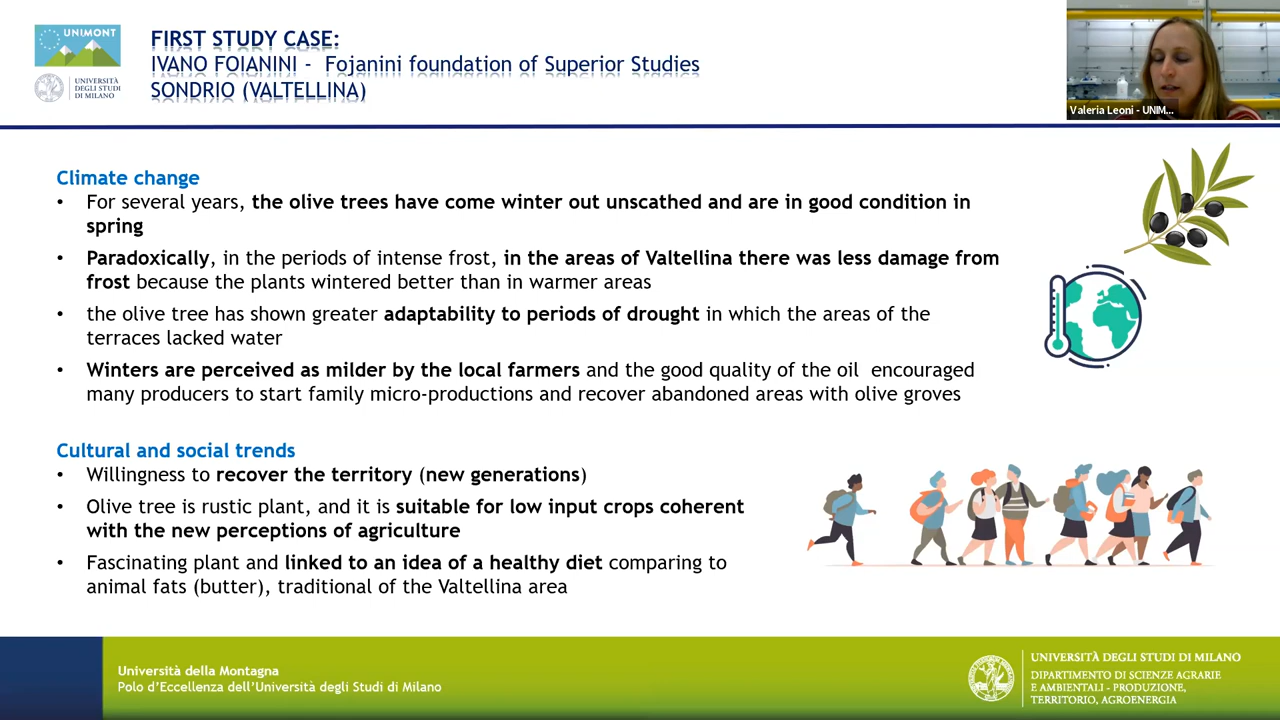 UNIMONT
UNIVERSITÀ
DEGLI STUDI
DI MILANO
FIRST STUDY CASE:
IVANO FOIANINI - Fojanini foundation of Superior Studies
SONDRIO (VALTELLINA)
Valeria Leoni - UNIM...
Climate change
• For several years, the olive trees have come winter out unscathed and are in good condition in
spring
• Paradoxically, in the periods of intense frost, in the areas of Valtellina there was less damage from
frost because the plants wintered better than in warmer areas
• the olive tree has shown greater adaptability to periods of drought in which the areas of the
terraces lacked water
• Winters are perceived as milder by the local farmers and the good quality of the oil encouraged
many producers to start family micro-productions and recover abandoned areas with olive groves
Cultural and social trends
• Willingness to recover the territory (new generations)
• Olive tree is rustic plant, and it is suitable for low input crops coherent
with the new perceptions of agriculture
• Fascinating plant and linked to an idea of a healthy diet comparing to
animal fats (butter), traditional of the Valtellina area
Università della Montagna
Polo d'Eccellenza dell'Università degli Studi di Milano
UNIVERSITÀ DEGLI STUDI DI MILANO
DIPARTIMENTO DI SCIENZE AGRARIE
E AMBIENTALI - PRODUZIONE,
TERRITORIO, AGROENERGIA